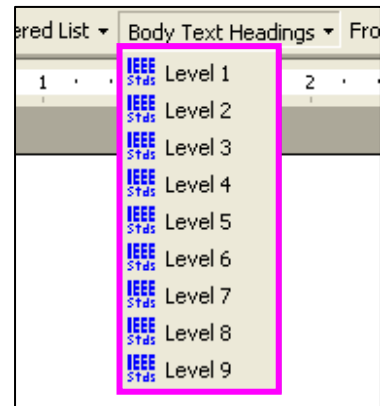 ered List Body Text Headings Fro
1 2
IEEE Stds Level 1
IEEE Stds Level 2
IEEE Stds Level 3
IEEE Stds Level 4
IEEE Stds Level 5
IEEE Stds Level 6
IEEE Stds Level 7
IEEE Stds Level 8
IEEE Stds Level 9